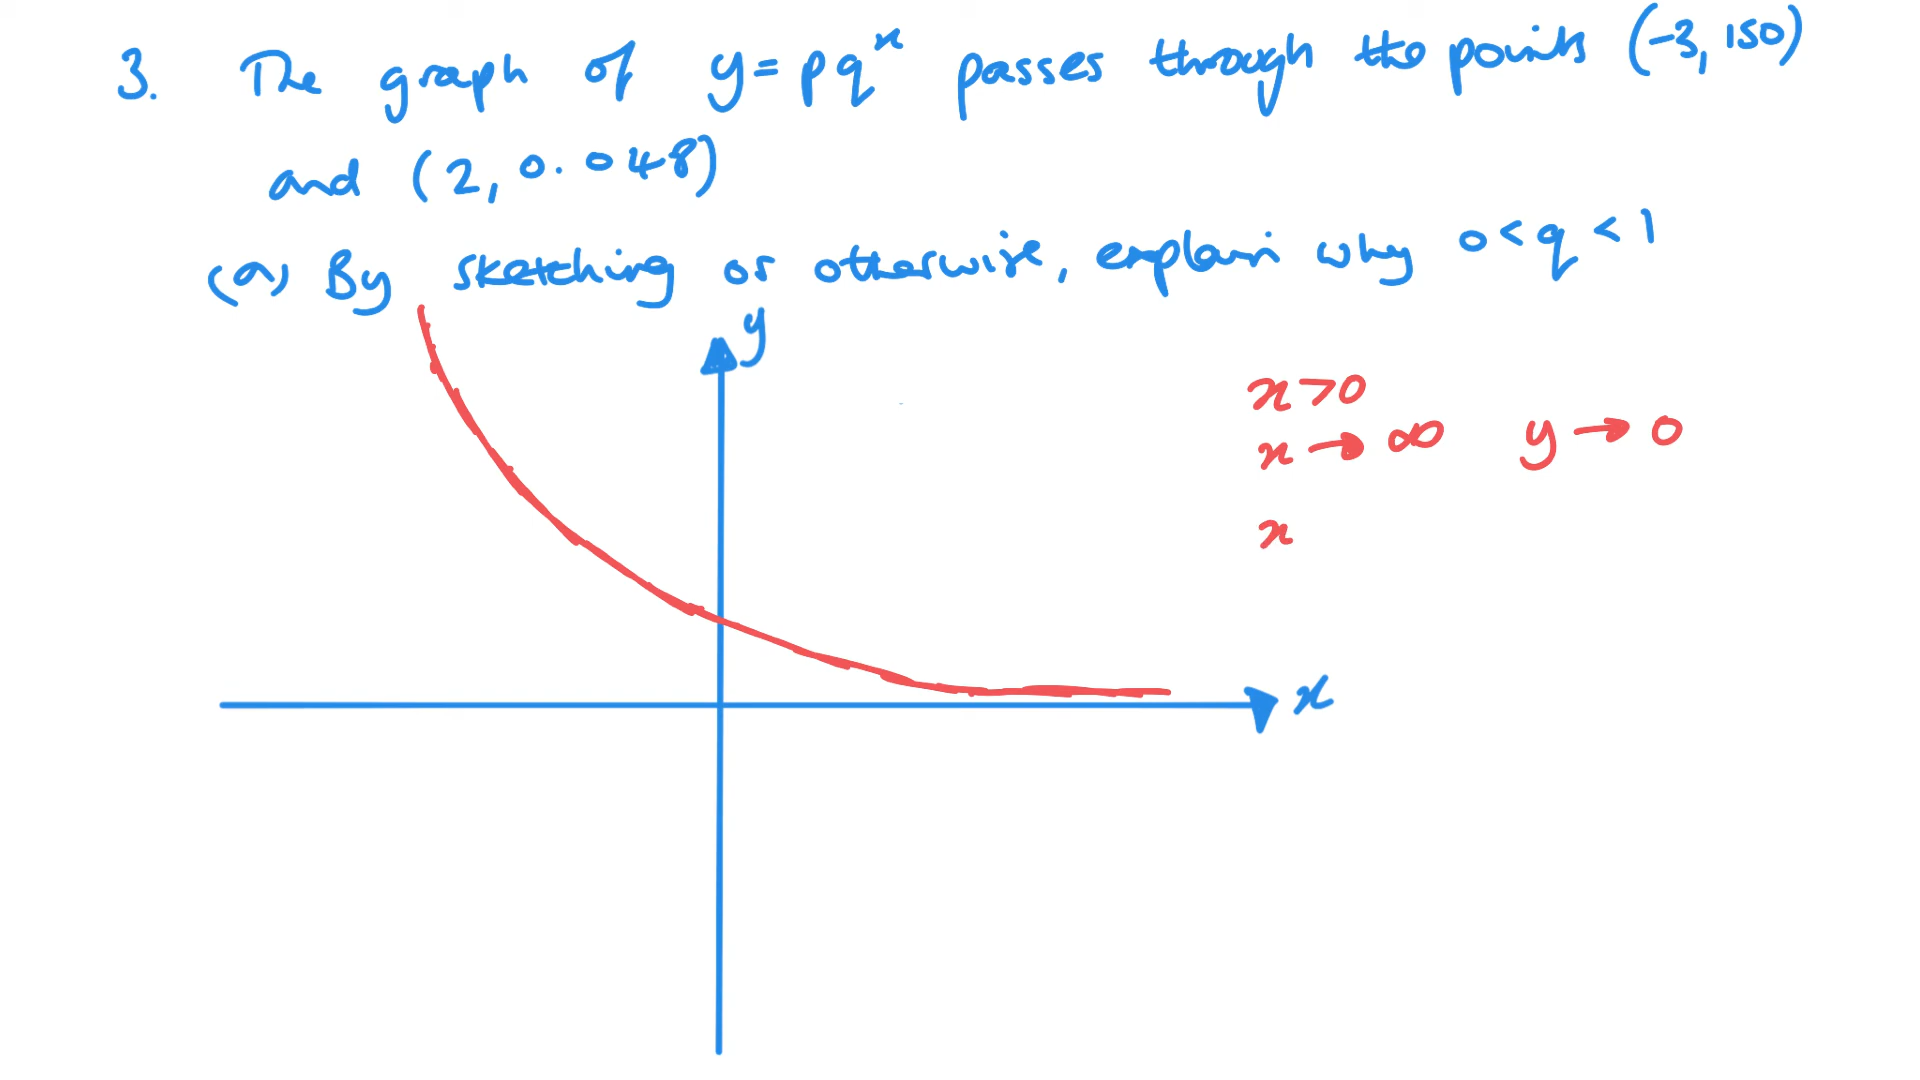 3. The graph of y = pqˣ passes through the points (-3, 150)
and (2, 0.048)
(a) By sketching or otherwise, explain why 0 < q < 1
y
x > 0
x → ∞ y → 0
x
x